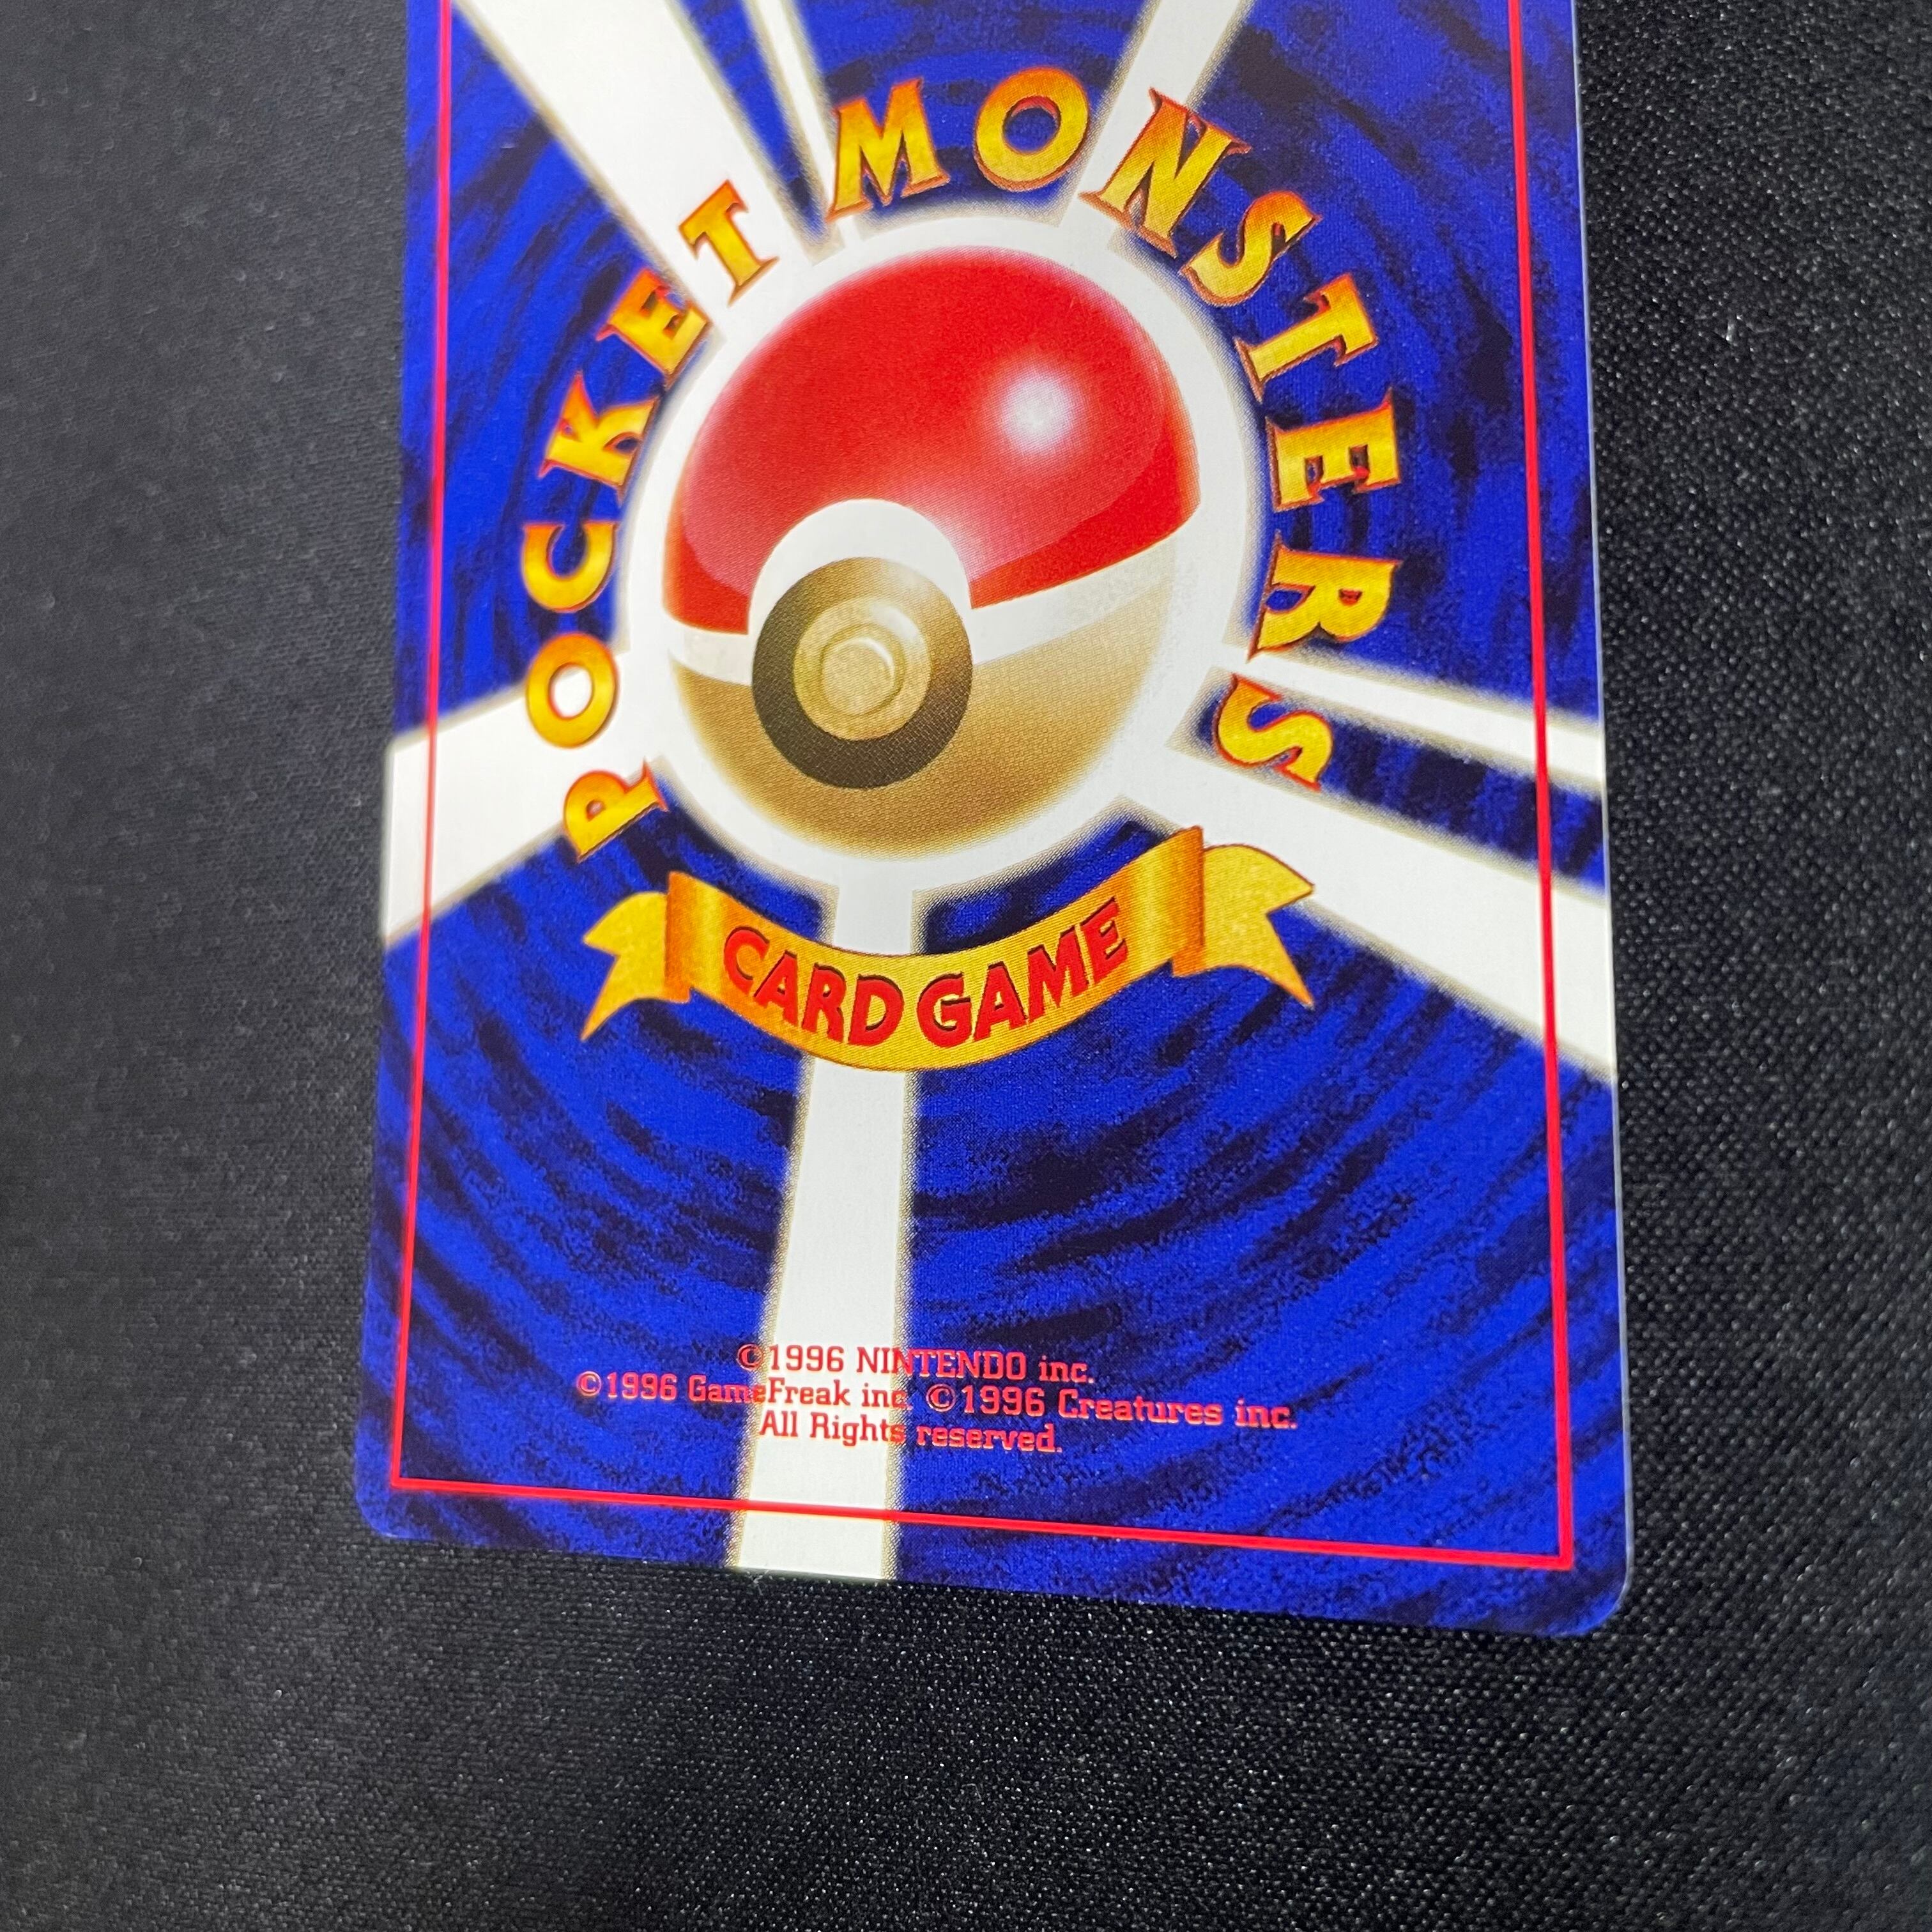 POCKET MONSTERS
CARD GAME
©1996 NINTENDO inc.
©1996 GameFreak inc. ©1996 Creatures inc.
All Rights reserved.